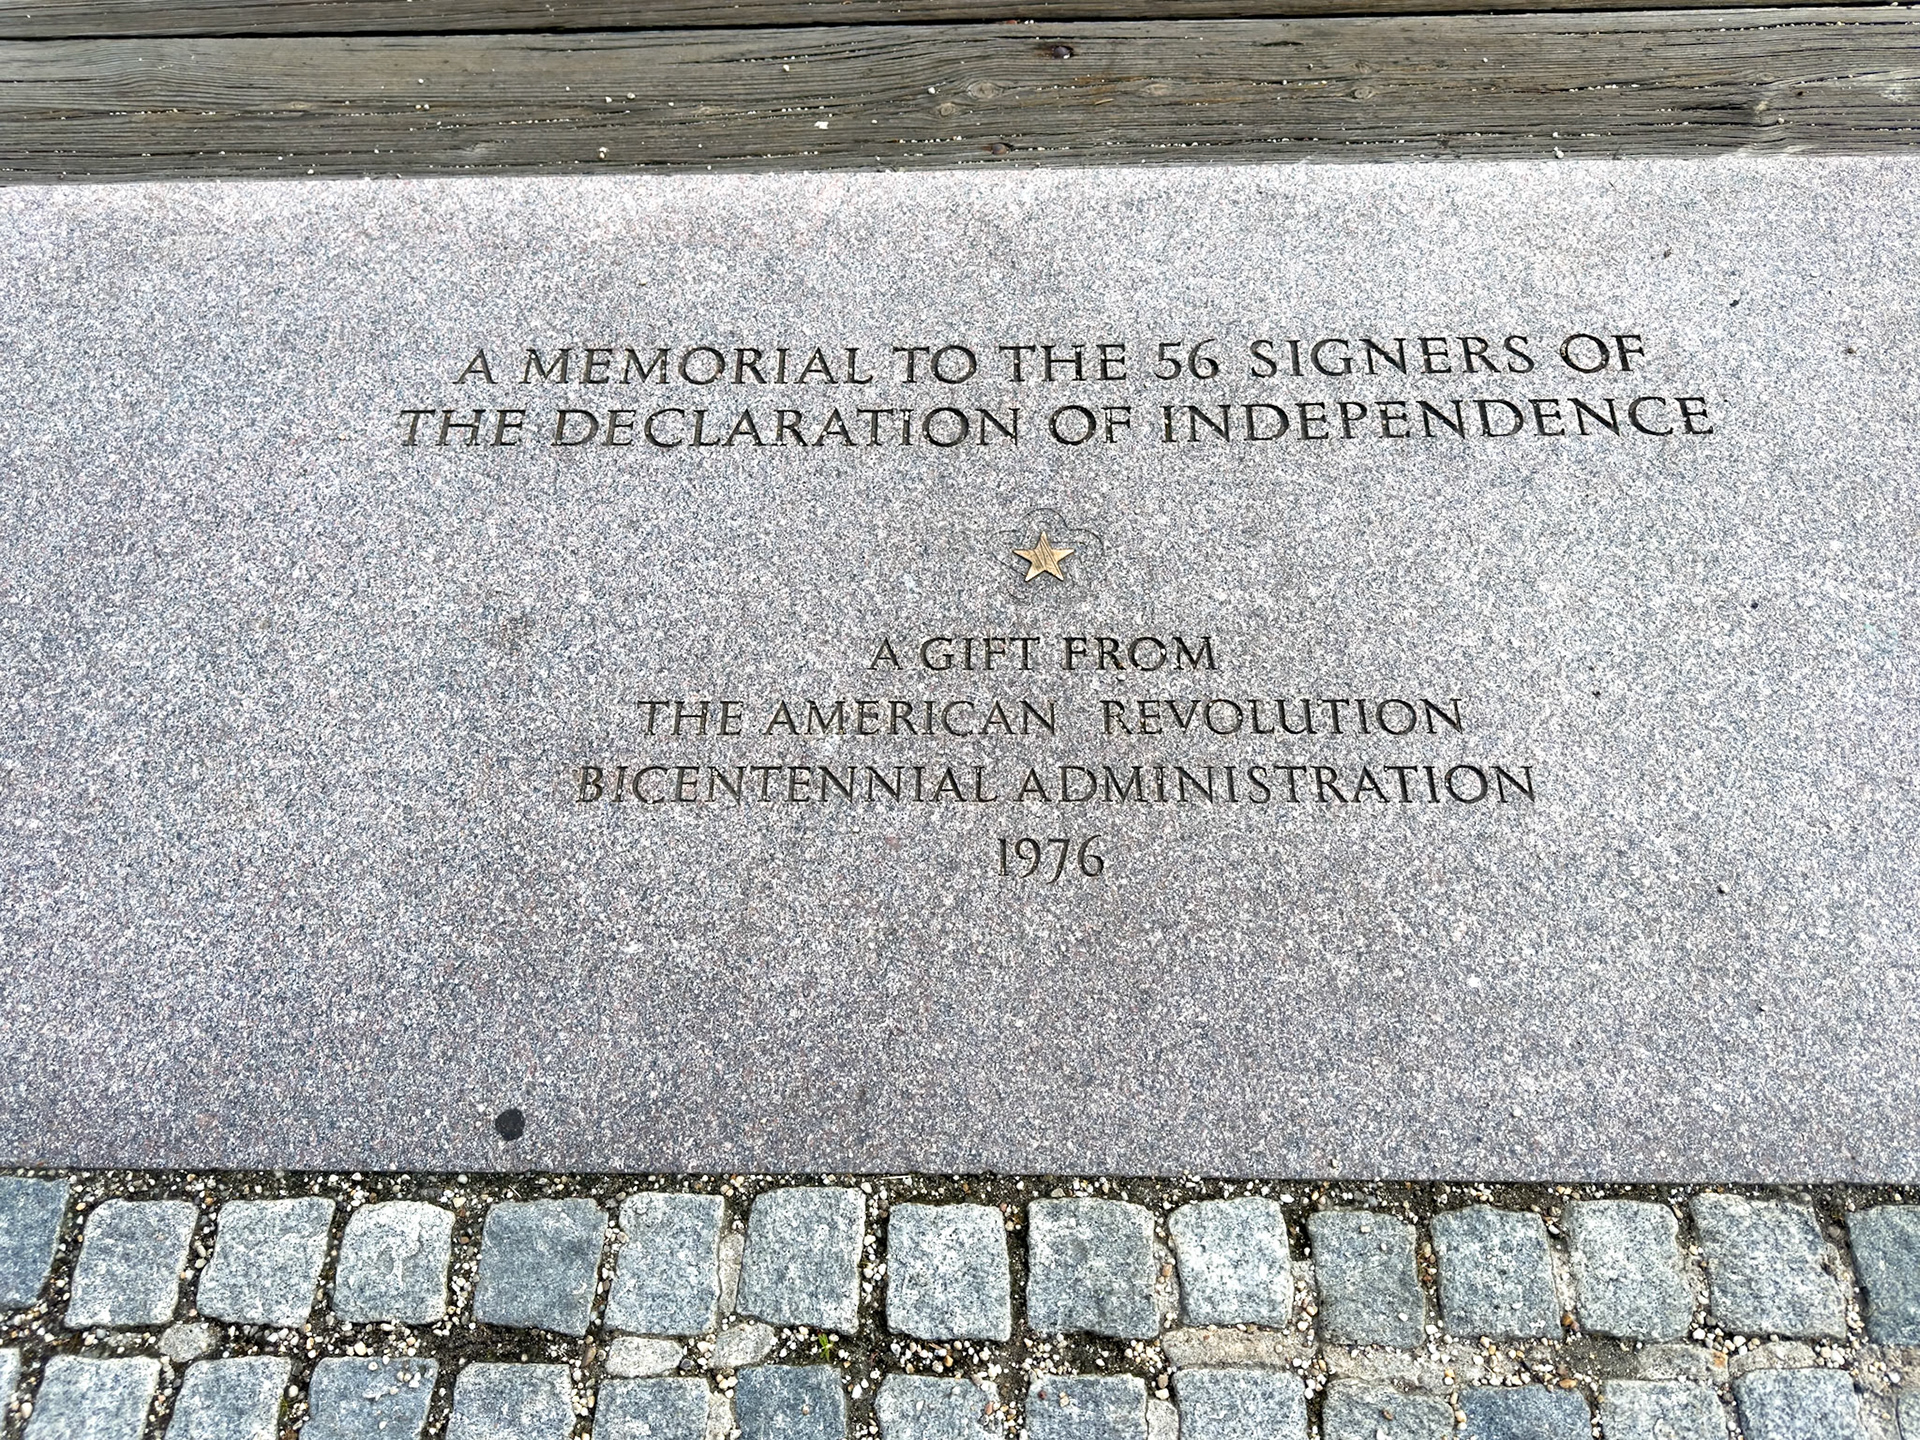 A MEMORIAL TO THE 56 SIGNERS OF
THE DECLARATION OF INDEPENDENCE
A GIFT FROM
THE AMERICAN REVOLUTION
BICENTENNIAL ADMINISTRATION
1976